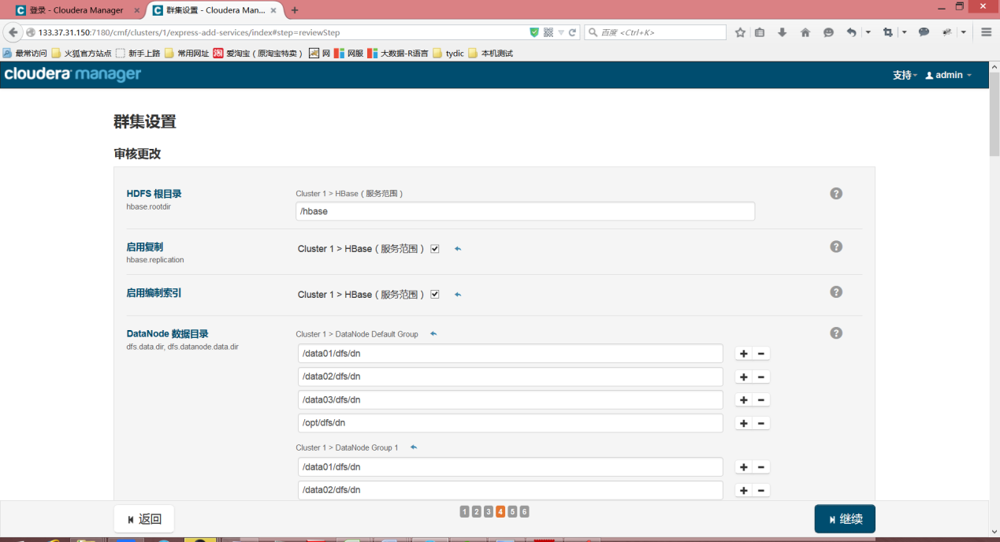 登录 - Cloudera Manager × 群集设置 - Cloudera Man... × +
133.37.31.150:7180/cmf/clusters/1/express-add-services/index#step=reviewStep 百度 <Ctrl+K>
最常访问 火狐官方站点 新手上路 常用网址 爱淘宝（原淘宝特卖） 网 网服 大数据-R语言 tydic 本机测试
cloudera manager 支持 admin
群集设置
审核更改
HDFS 根目录 Cluster 1 > HBase（服务范围）
hbase.rootdir /hbase
启用复制 Cluster 1 > HBase（服务范围）
hbase.replication
启用编制索引 Cluster 1 > HBase（服务范围）
DataNode 数据目录 Cluster 1 > DataNode Default Group
dfs.data.dir, dfs.datanode.data.dir
/data01/dfs/dn
/data02/dfs/dn
/data03/dfs/dn
/opt/dfs/dn
Cluster 1 > DataNode Group 1
/data01/dfs/dn
/data02/dfs/dn
返回 1 2 3 4 5 6 继续